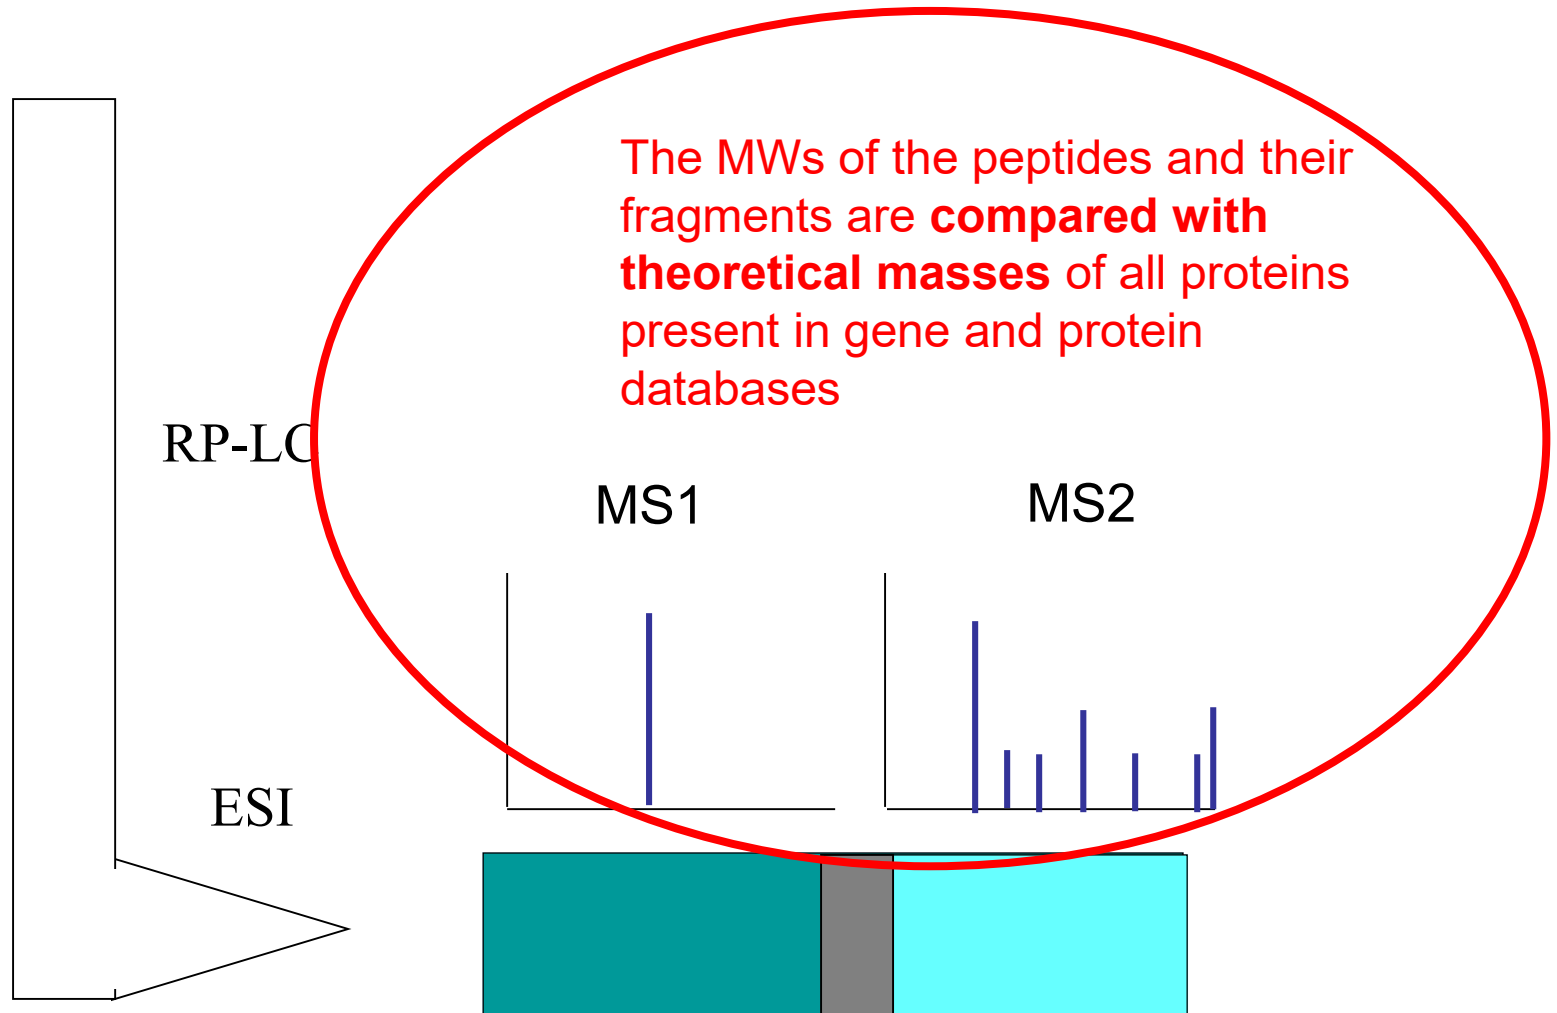 The MWs of the peptides and their
fragments are compared with
theoretical masses of all proteins
present in gene and protein
databases
RP-LC
MS1
MS2
ESI